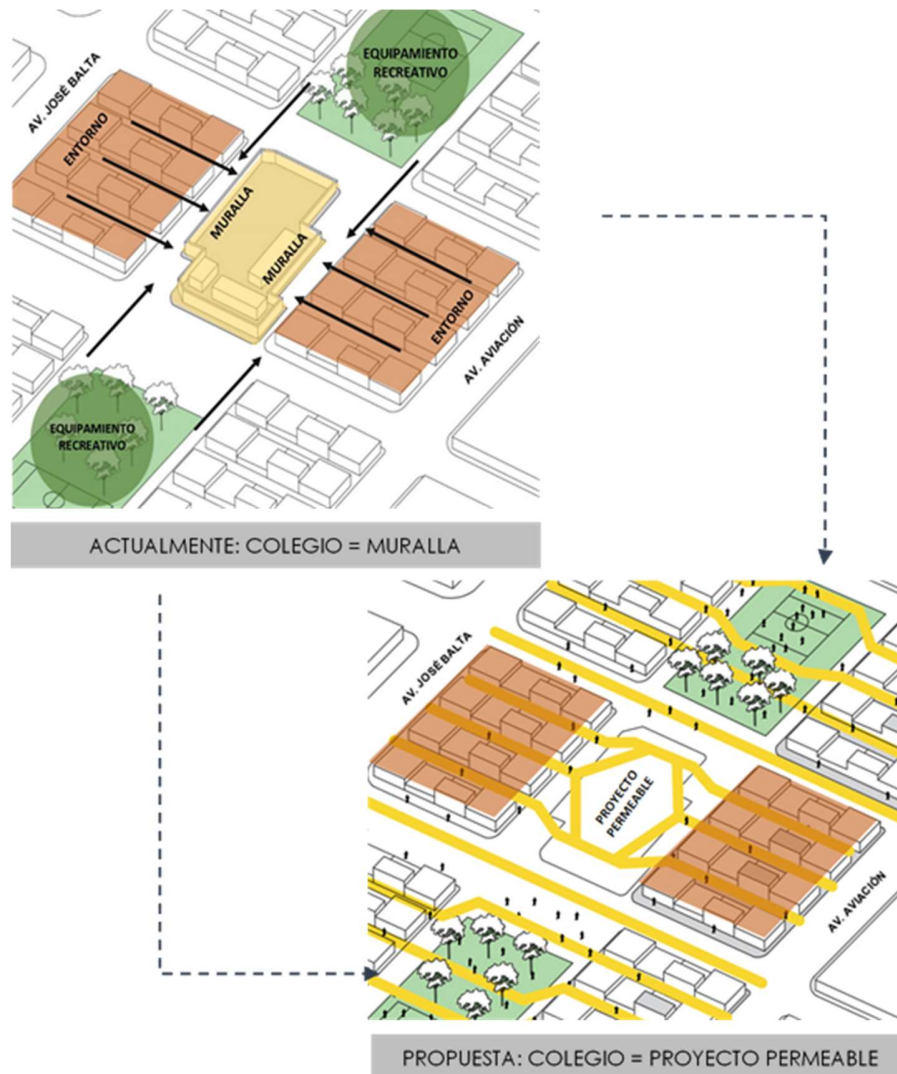 EQUIPAMIENTO
RECREATIVO
AV. JOSÉ BALTA
ENTORNO
MURALLA
MURALLA
ENTORNO
AV. AVIACIÓN
EQUIPAMIENTO
RECREATIVO
ACTUALMENTE: COLEGIO = MURALLA
AV. JOSÉ BALTA
PROYECTO
PERMEABLE
AV. AVIACIÓN
PROPUESTA: COLEGIO = PROYECTO PERMEABLE